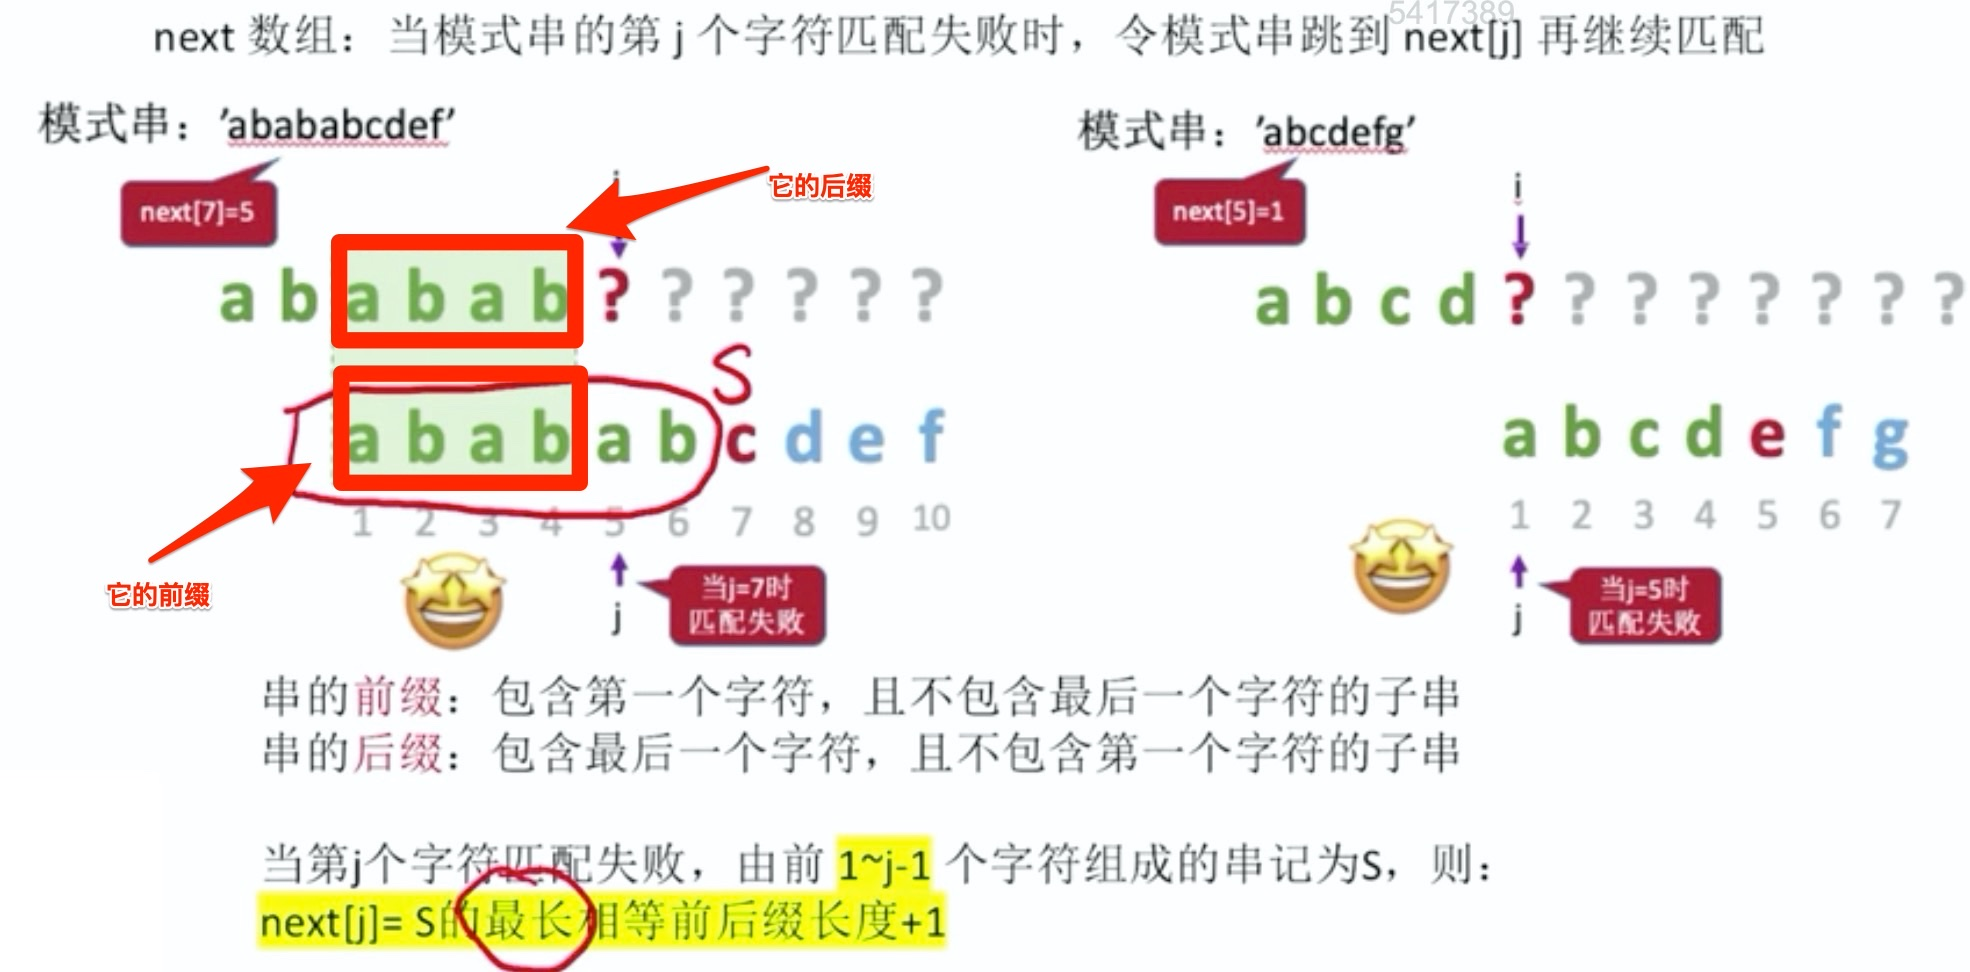 5417389
next 数组：当模式串的第 j 个字符匹配失败时，令模式串跳到 next[j] 再继续匹配
模式串：'abababcdef'
next[7]=5
它的后缀
a b a b a b ? ? ? ? ? ?
S
a b a b a b c d e f
1 2 3 4 5 6 7 8 9 10
它的前缀
j
当j=7时
匹配失败
模式串：'abcdefg'
next[5]=1
i
a b c d ? ? ? ? ? ? ? ?
a b c d e f g
1 2 3 4 5 6 7
j
当j=5时
匹配失败
串的前缀：包含第一个字符，且不包含最后一个字符的子串
串的后缀：包含最后一个字符，且不包含第一个字符的子串
当第j个字符匹配失败，由前 1~j-1 个字符组成的串记为S，则：
next[j]= S的最长相等前后缀长度+1